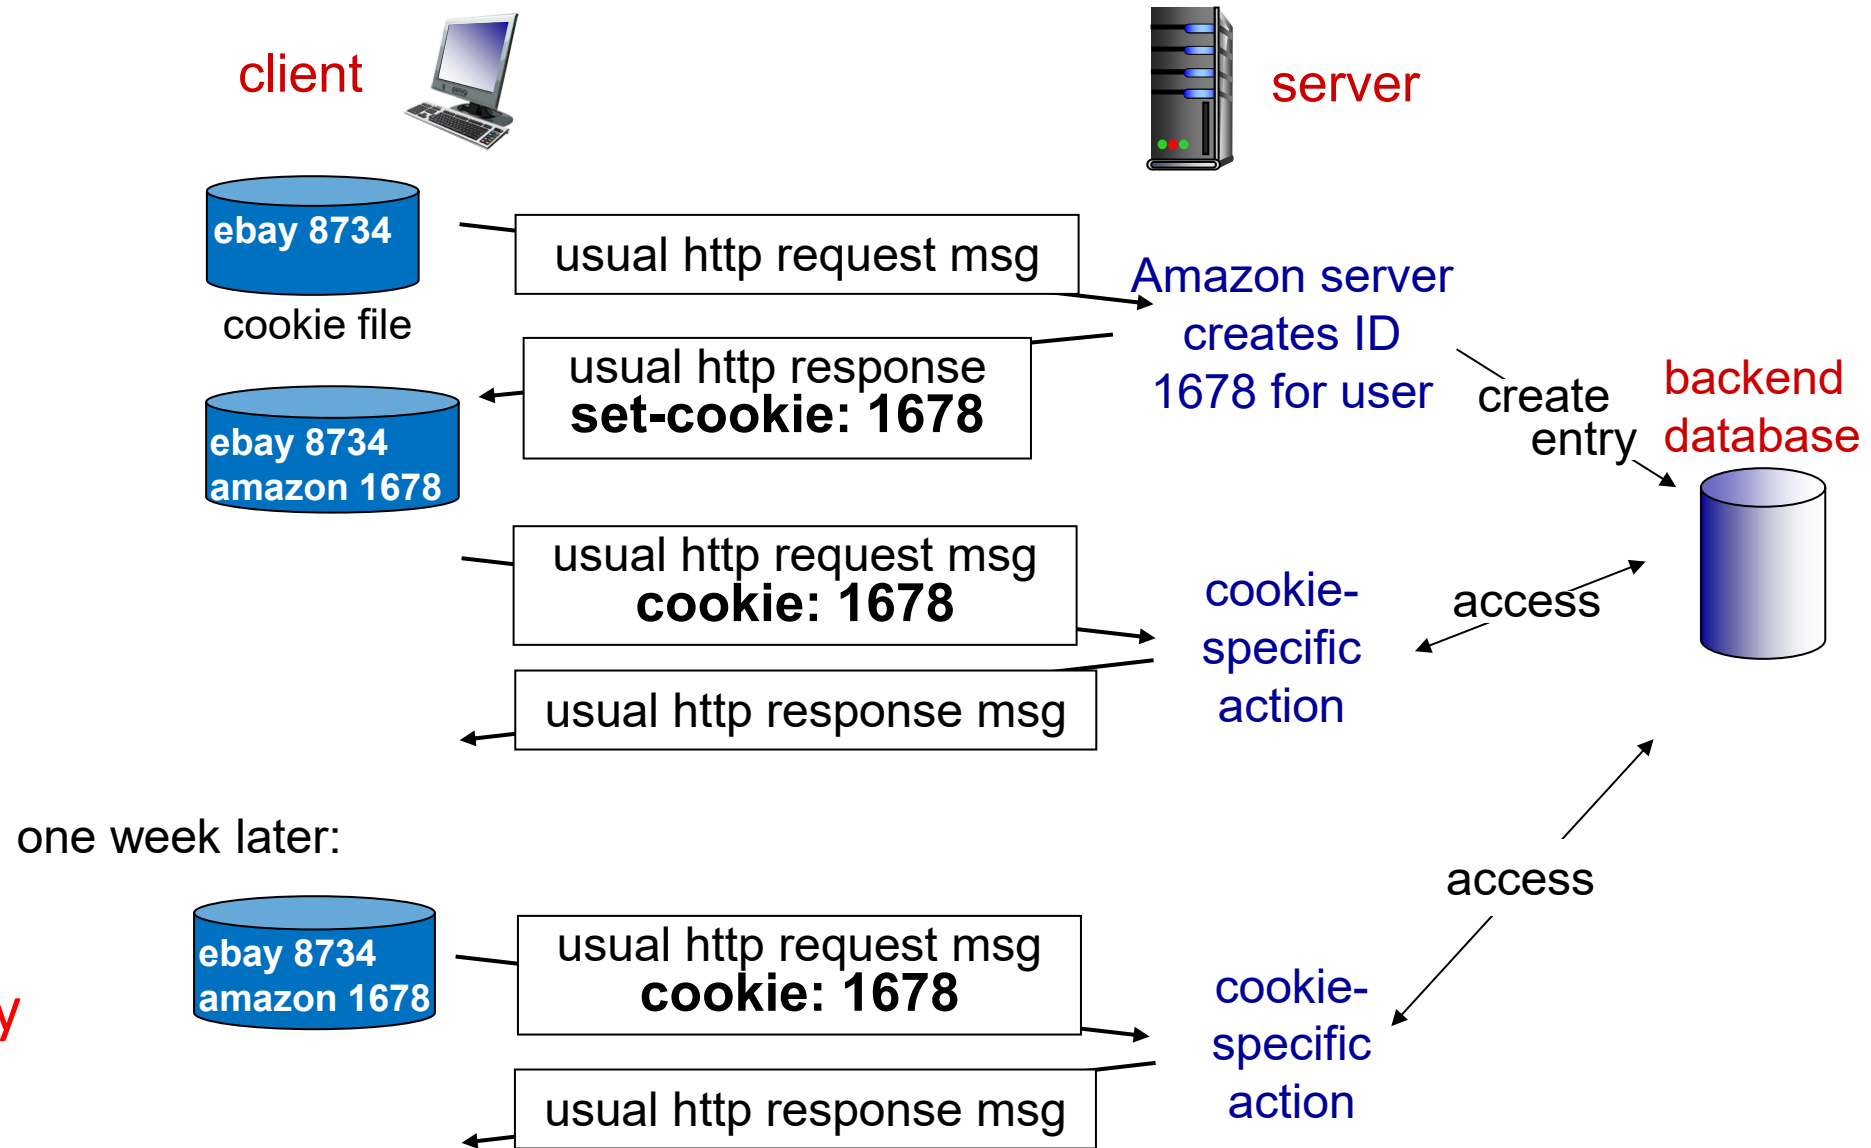 client
server
ebay 8734
cookie file
usual http request msg
Amazon server
creates ID
1678 for user
usual http response
set-cookie: 1678
create
entry
backend
database
ebay 8734
amazon 1678
usual http request msg
cookie: 1678
cookie-
specific
action
access
usual http response msg
one week later:
access
ebay 8734
amazon 1678
usual http request msg
cookie: 1678
cookie-
specific
action
usual http response msg
y